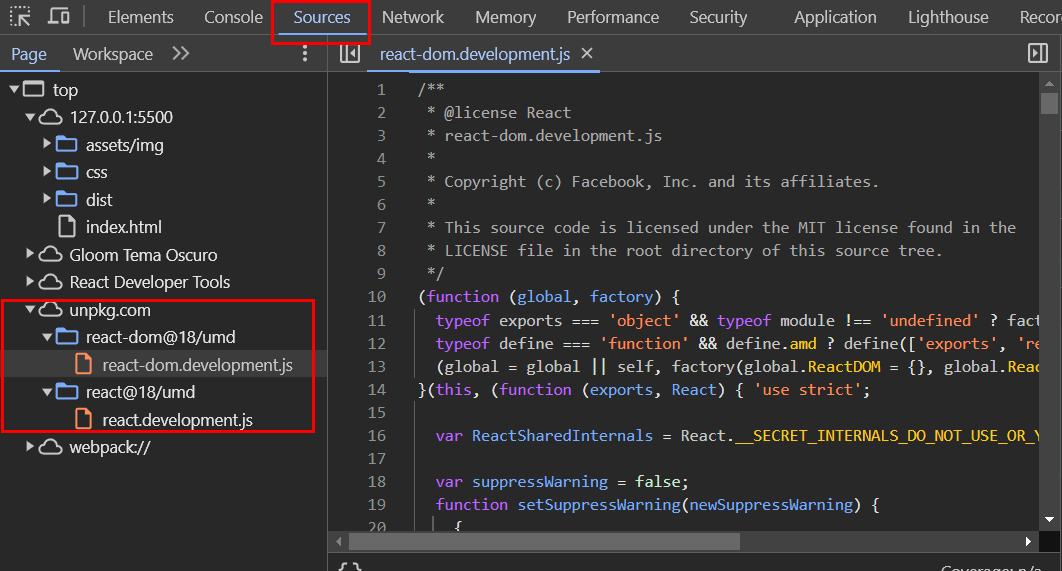 Elements Console Sources Network Memory Performance Security Application Lighthouse Recor
Page Workspace
top
127.0.0.1:5500
assets/img
css
dist
index.html
Gloom Tema Oscuro
React Developer Tools
unpkg.com
react-dom@18/umd
react-dom.development.js
react@18/umd
react.development.js
webpack://
react-dom.development.js
1 /**
2 * @license React
3 * react-dom.development.js
4 *
5 * Copyright (c) Facebook, Inc. and its affiliates.
6 *
7 * This source code is licensed under the MIT license found in the
8 * LICENSE file in the root directory of this source tree.
9 */
10 (function (global, factory) {
11 typeof exports === 'object' && typeof module !== 'undefined' ? fact
12 typeof define === 'function' && define.amd ? define(['exports', 're
13 (global = global || self, factory(global.ReactDOM = {}, global.Reac
14 }(this, (function (exports, React) { 'use strict';
15
16 var ReactSharedInternals = React.__SECRET_INTERNALS_DO_NOT_USE_OR_Y
17
18 var suppressWarning = false;
19 function setSuppressWarning(newSuppressWarning) {
20 {
{} Coverage: n/a